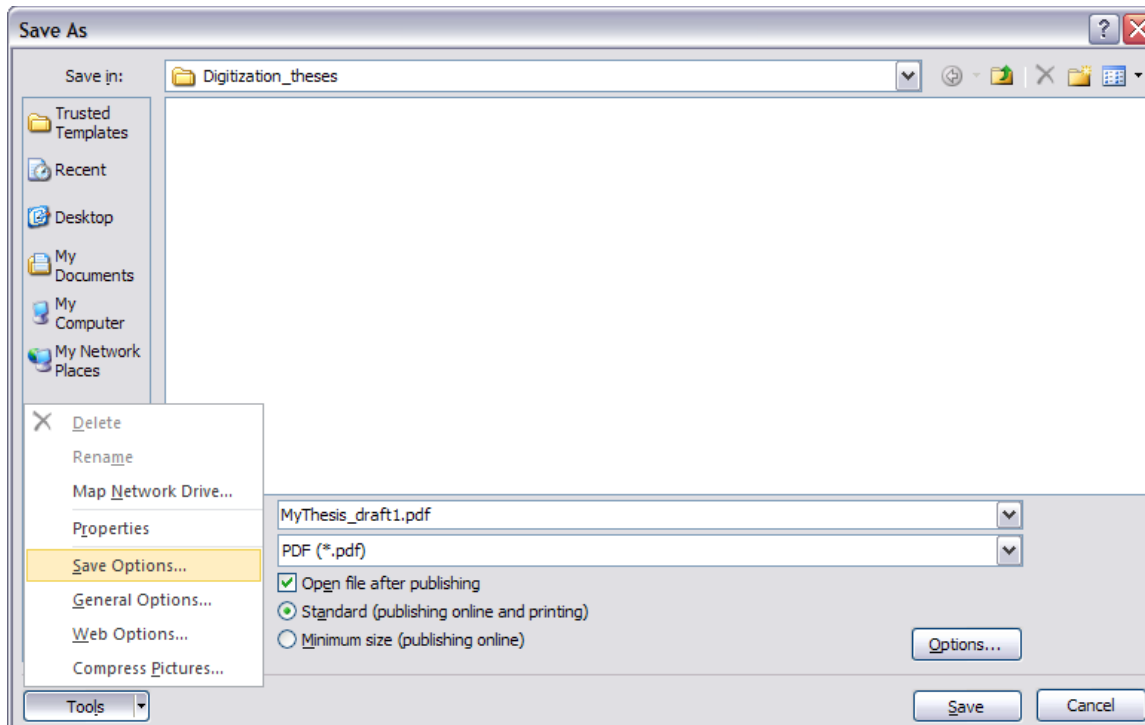 Save As
Save in:
Digitization_theses
Trusted
Templates
Recent
Desktop
My
Documents
My
Computer
My Network
Places
Delete
Rename
Map Network Drive...
Properties
Save Options...
General Options...
Web Options...
Compress Pictures...
MyThesis_draft1.pdf
PDF (*.pdf)
Open file after publishing
Standard (publishing online and printing)
Minimum size (publishing online)
Options...
Tools
Save
Cancel